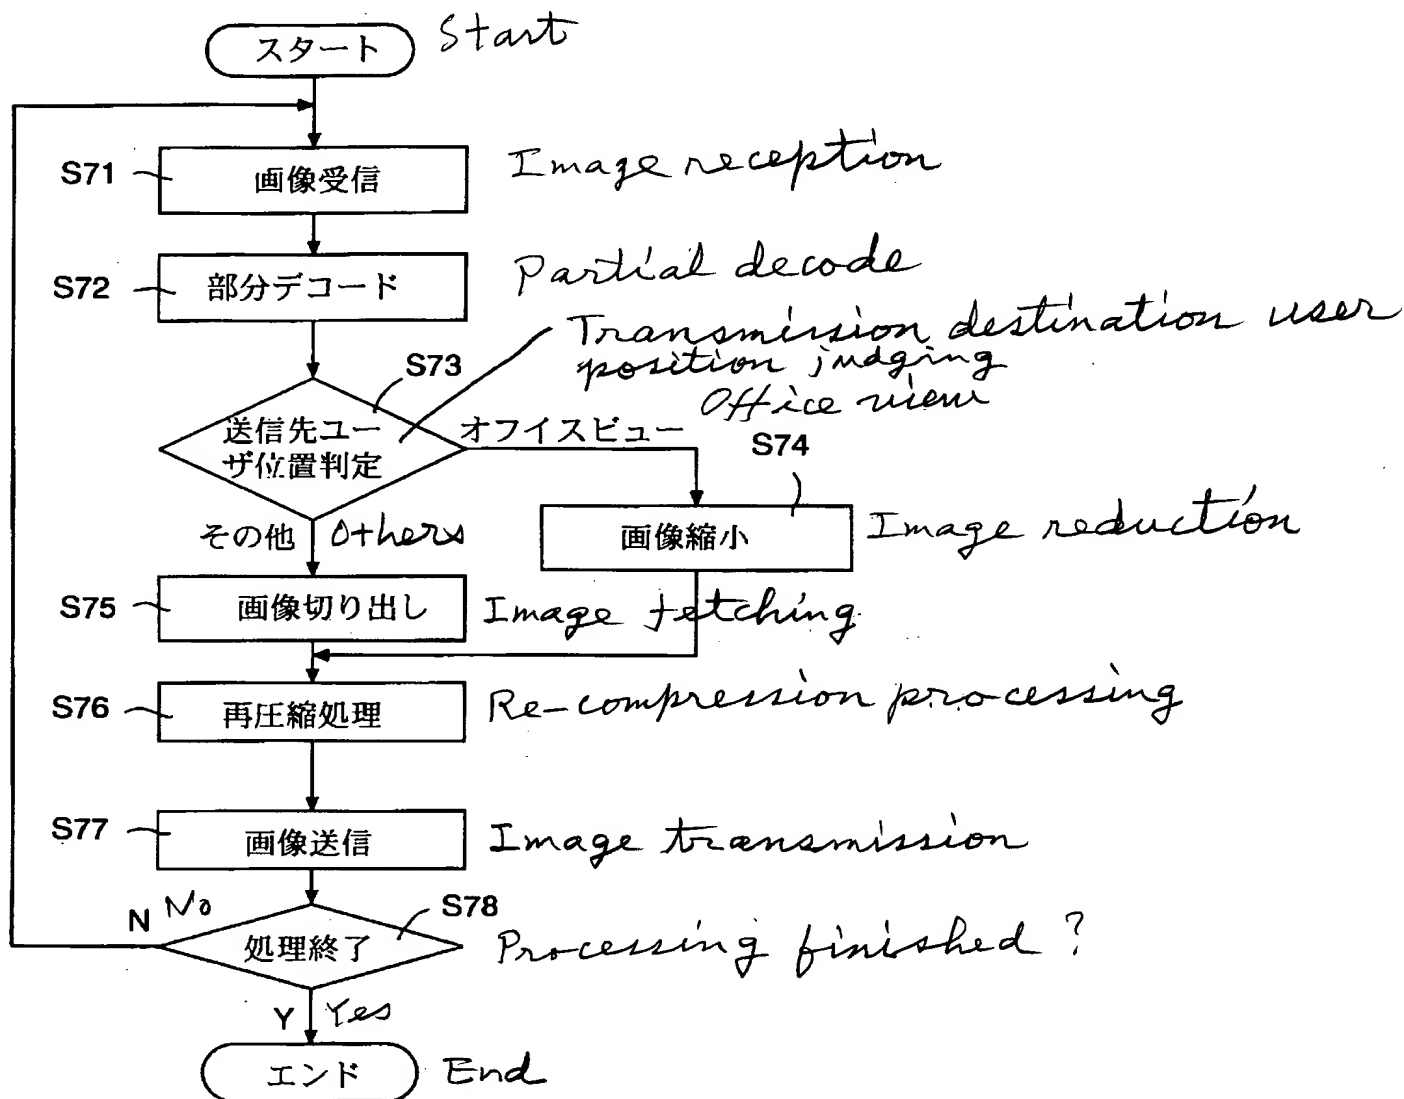 スタート Start
S71 画像受信 Image reception
S72 部分デコード Partial decode
Transmission destination user
position judging
S73
Office view
送信先ユー
ザ位置判定
オフイスビュー
S74
その他 Others
画像縮小 Image reduction
S75 画像切り出し Image fetching
S76 再圧縮処理 Re-compression processing
S77 画像送信 Image transmission
N No
S78
処理終了 Processing finished ?
Y Yes
エンド End